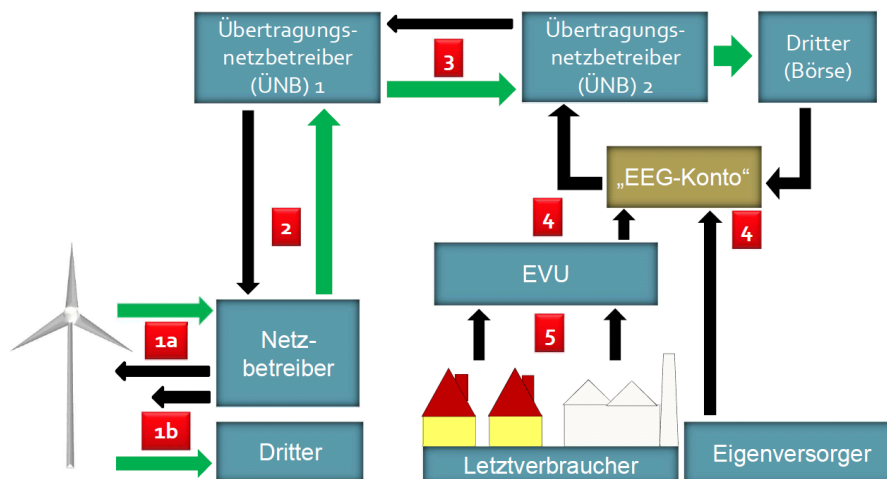 Übertragungs-
netzbetreiber
(ÜNB) 1
3
Übertragungs-
netzbetreiber
(ÜNB) 2
Dritter
(Börse)
„EEG-Konto“
2
4
4
EVU
1a
Netz-
betreiber
5
1b
Dritter
Letztverbraucher
Eigenversorger